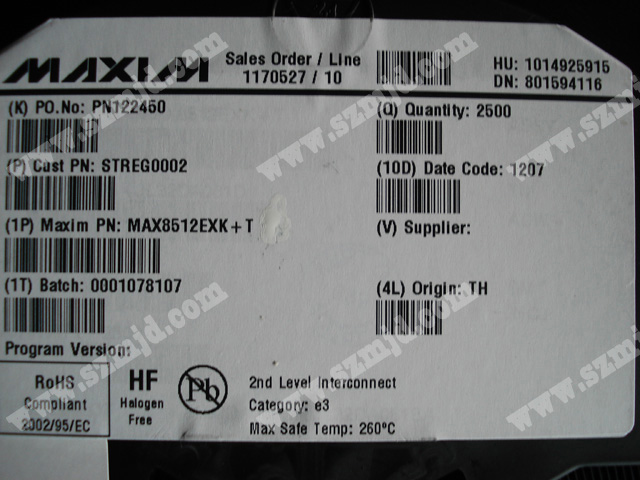 MAXIM
Sales Order / Line
1170527 / 10
HU: 1014925915
DN: 801594116
(K) PO.No: PN122450
(Q) Quantity: 2500
(P) Cust PN: STREG0002
(10D) Date Code: 1207
(1P) Maxim PN: MAX8512EXK+T
(V) Supplier:
(1T) Batch: 0001078107
(4L) Origin: TH
Program Version:
RoHS
Compliant
2002/95/EC
HF
Halogen
Free
Pb
2nd Level Interconnect
Category: e3
Max Safe Temp: 260ºC
www.szmjd.com
www.szmjd.com
www.szmjd.com
www.szmjd.com
www.szmjd.com
www.szmjd.com